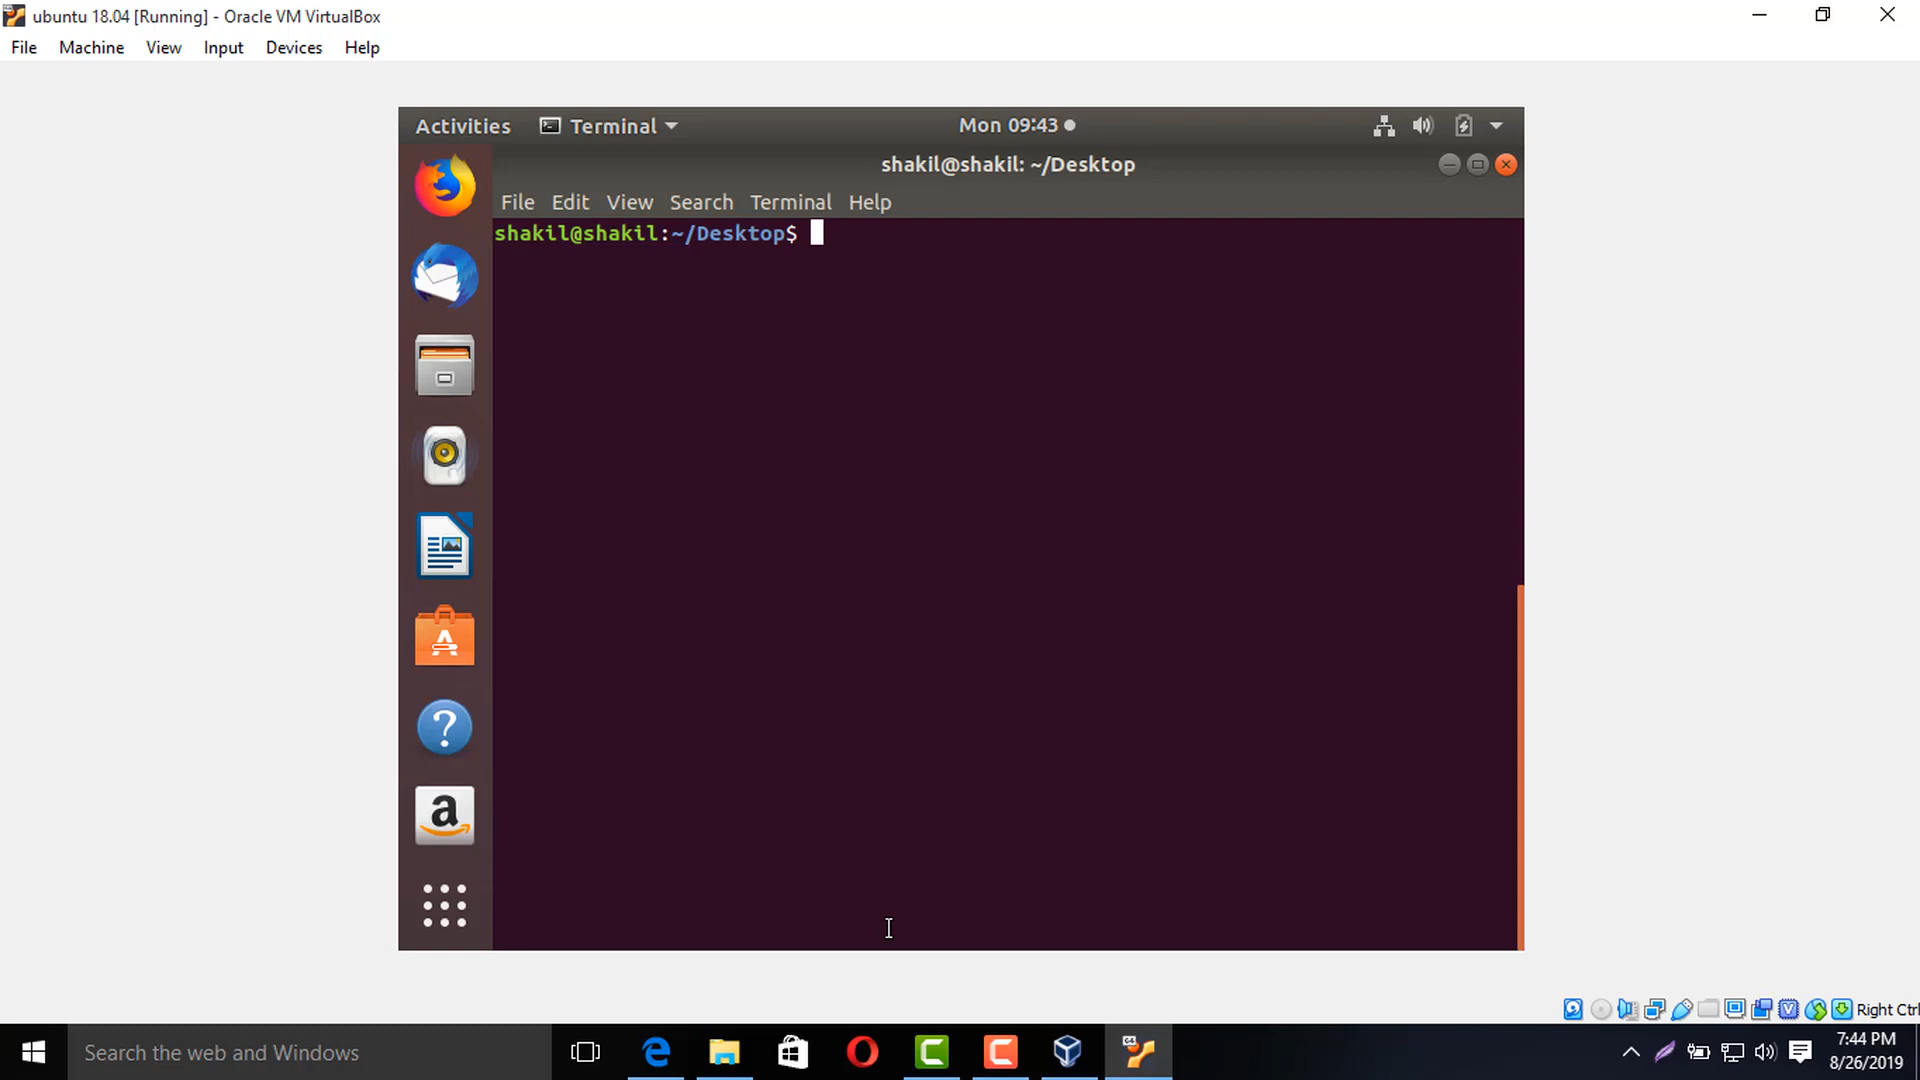 ubuntu 18.04 [Running] - Oracle VM VirtualBox
File Machine View Input Devices Help
Activities Terminal Mon 09:43
shakil@shakil: ~/Desktop
File Edit View Search Terminal Help
shakil@shakil:~/Desktop$
Right Ctrl
Search the web and Windows
64
7:44 PM
8/26/2019